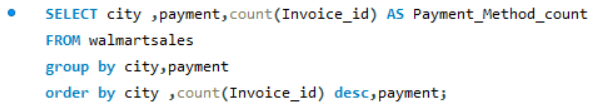 SELECT city ,payment,count(Invoice_id) AS Payment_Method_count
FROM walmartsales
group by city,payment
order by city ,count(Invoice_id) desc,payment;